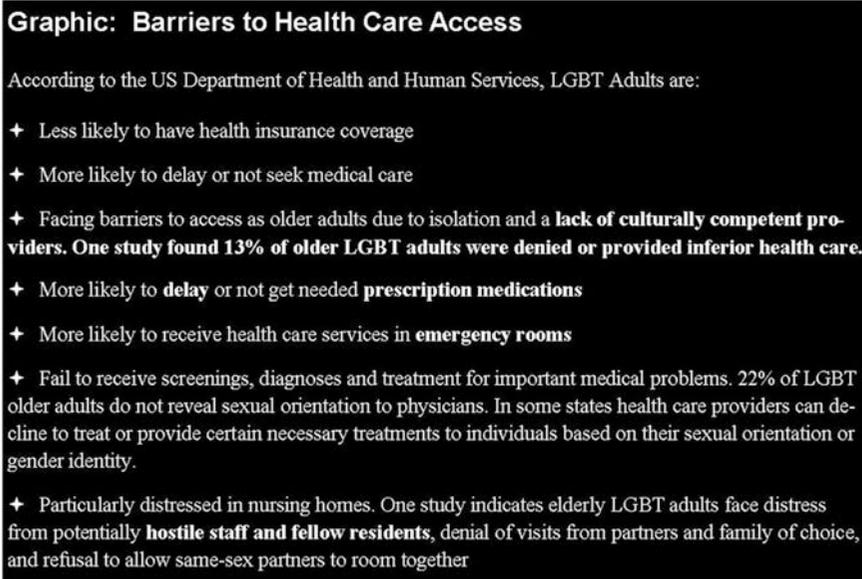 Graphic:  Barriers to Health Care Access
According to the US Department of Health and Human Services, LGBT Adults are:
✦ Less likely to have health insurance coverage
✦ More likely to delay or not seek medical care
✦ Facing barriers to access as older adults due to isolation and a lack of culturally competent pro-
viders. One study found 13% of older LGBT adults were denied or provided inferior health care.
✦ More likely to delay or not get needed prescription medications
✦ More likely to receive health care services in emergency rooms
✦ Fail to receive screenings, diagnoses and treatment for important medical problems. 22% of LGBT
older adults do not reveal sexual orientation to physicians. In some states health care providers can de-
cline to treat or provide certain necessary treatments to individuals based on their sexual orientation or
gender identity.
✦ Particularly distressed in nursing homes. One study indicates elderly LGBT adults face distress
from potentially hostile staff and fellow residents, denial of visits from partners and family of choice,
and refusal to allow same-sex partners to room together